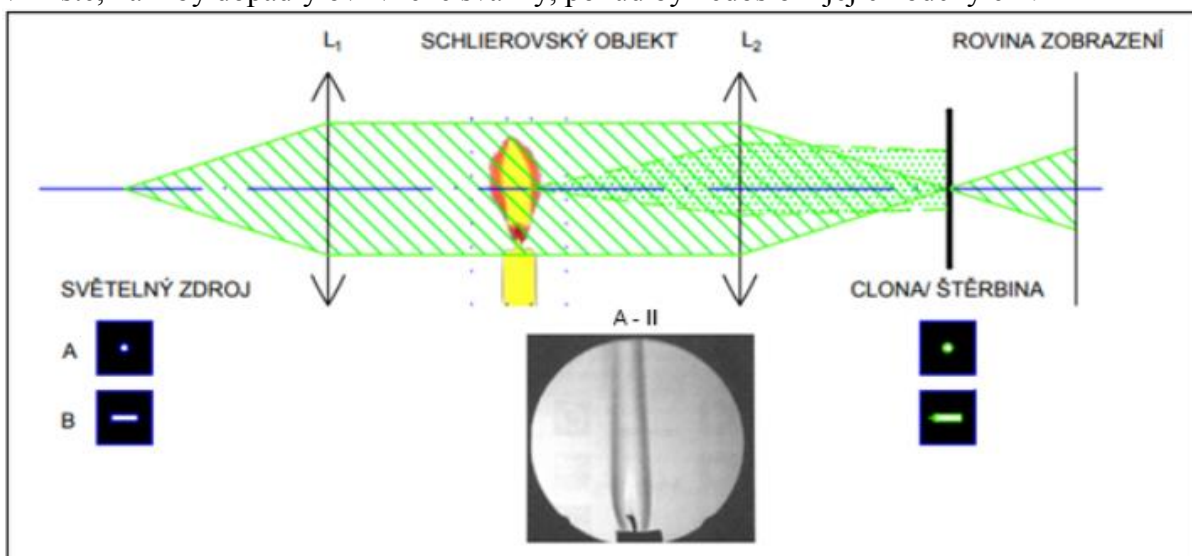 L₁ SCHLIEROVSKÝ OBJEKT L₂ ROVINA ZOBRAZENÍ
SVĚTELNÝ ZDROJ CLONA/ ŠTĚRBINA
A - II
A
B